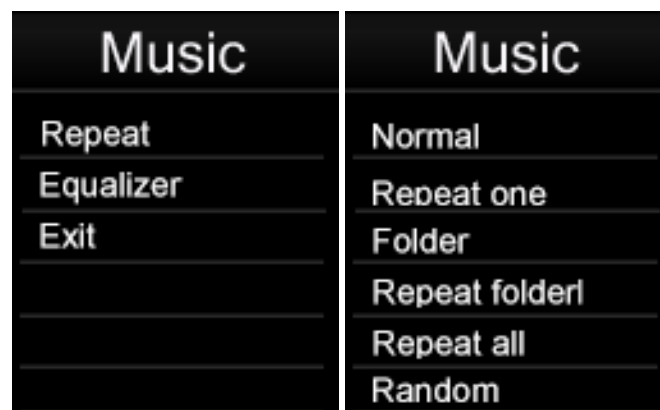 Music
Repeat
Equalizer
Exit
Music
Normal
Repeat one
Folder
Repeat folderl
Repeat all
Random